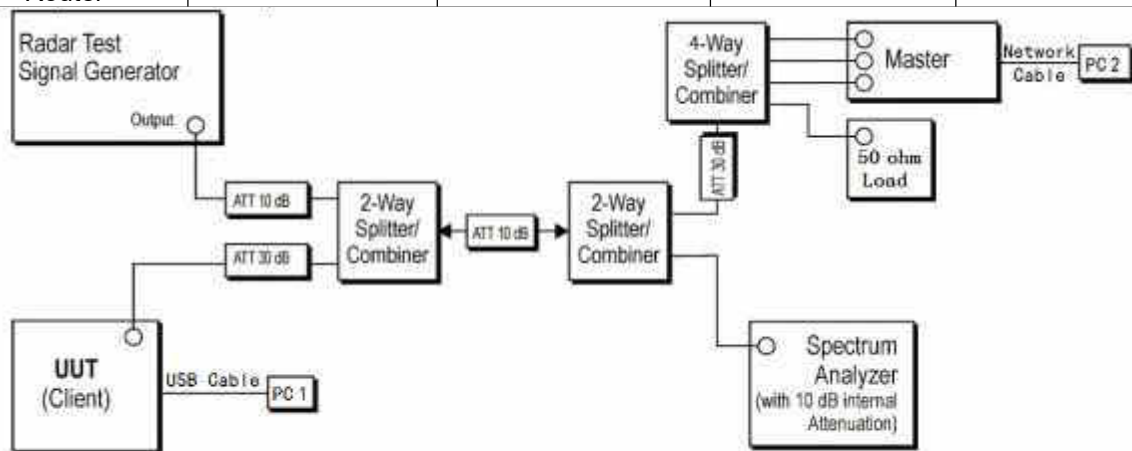 Router
Radar Test
Signal Generator
Output
ATT 10 dB
2-Way
Splitter/
Combiner
ATT 30 dB
ATT 10 dB
2-Way
Splitter/
Combiner
4-Way
Splitter/
Combiner
ATT 30 dB
Master
Network
Cable
PC 2
50 ohm
Load
UUT
(Client)
USB Cable
PC 1
Spectrum
Analyzer
(with 10 dB internal
Attenuation)